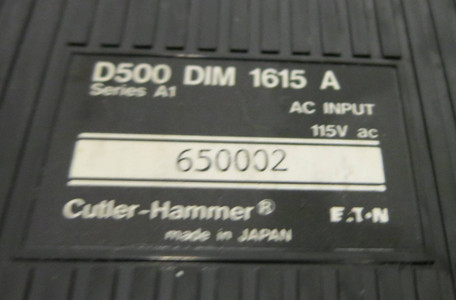 D500 DIM 1615 A
Series A1
AC INPUT
115V ac
650002
Cutler-Hammer® E.T•N
made in JAPAN